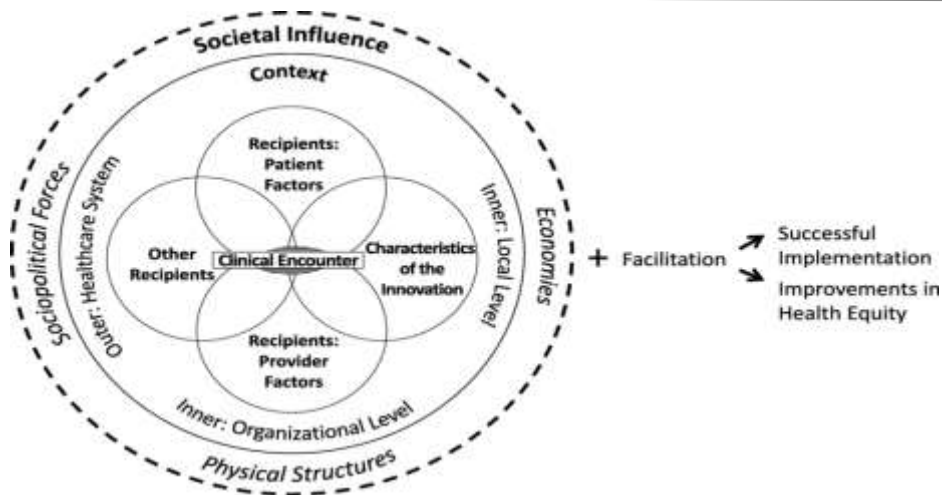 Societal Influence
Context
Recipients:
Patient
Factors
Sociopolitical Forces
Outer: Healthcare System
Other
Recipients
Clinical Encounter
Characteristics
of the
Innovation
Inner: Local Level
Economies
Recipients:
Provider
Factors
Inner: Organizational Level
Physical Structures
+ Facilitation
Successful
Implementation
Improvements in
Health Equity